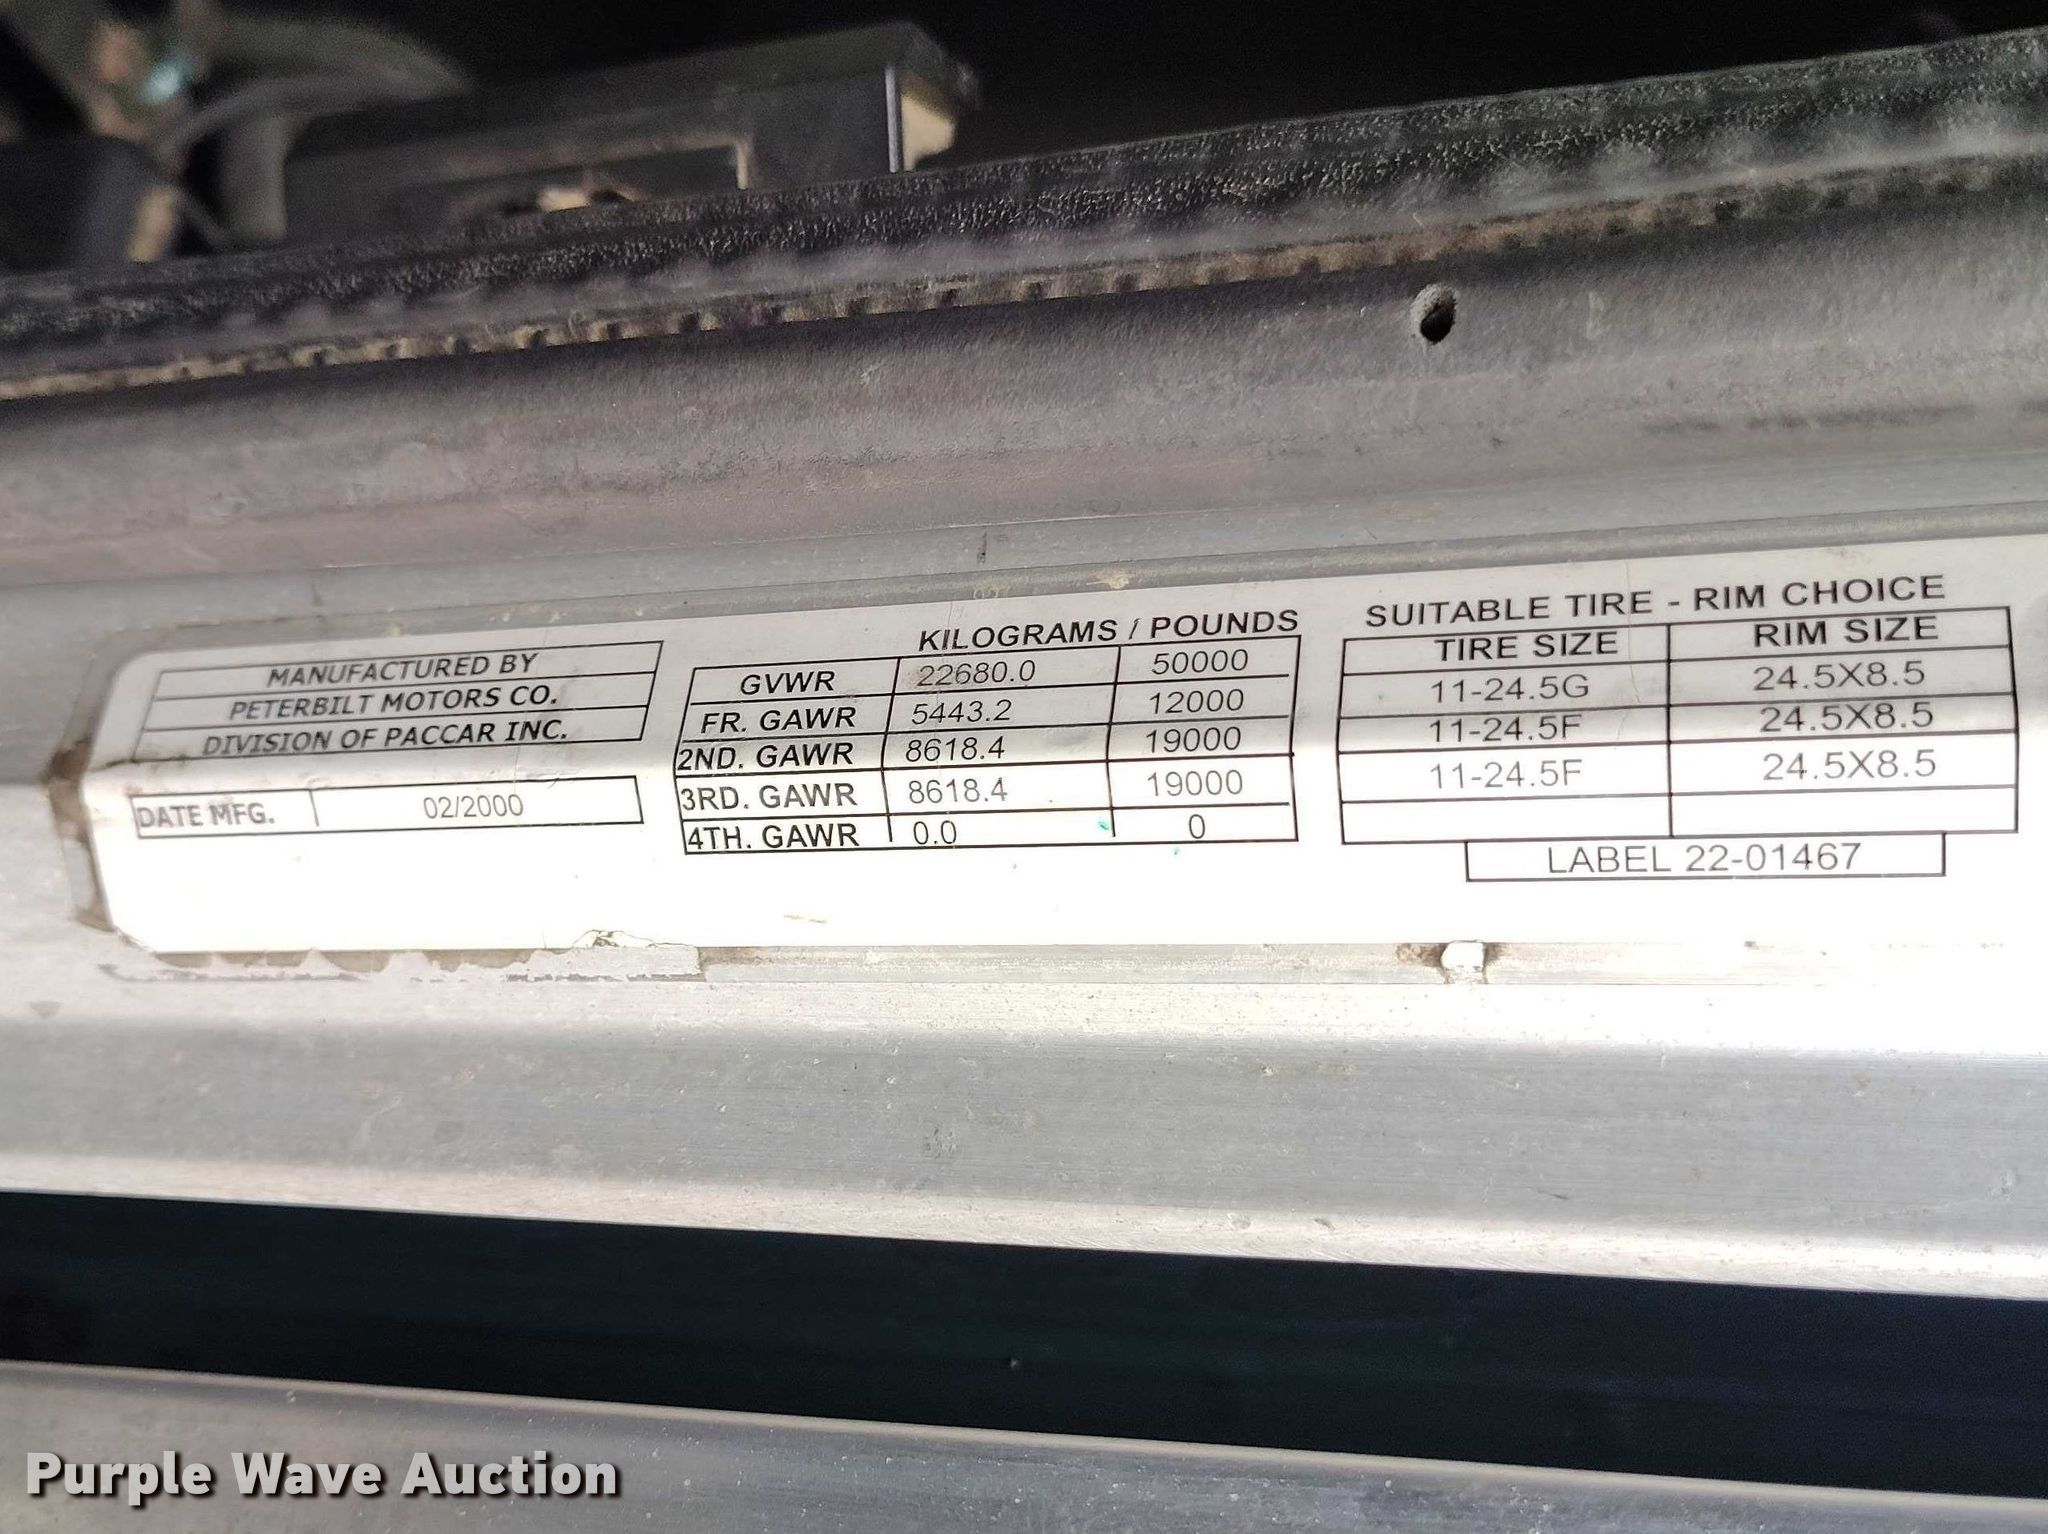 MANUFACTURED BY
PETERBILT MOTORS CO.
DIVISION OF PACCAR INC.
DATE MFG. 02/2000
KILOGRAMS / POUNDS
GVWR 22680.0 50000
FR. GAWR 5443.2 12000
2ND. GAWR 8618.4 19000
3RD. GAWR 8618.4 19000
4TH. GAWR 0.0 0
SUITABLE TIRE - RIM CHOICE
TIRE SIZE RIM SIZE
11-24.5G 24.5X8.5
11-24.5F 24.5X8.5
11-24.5F 24.5X8.5
LABEL 22-01467
Purple Wave Auction